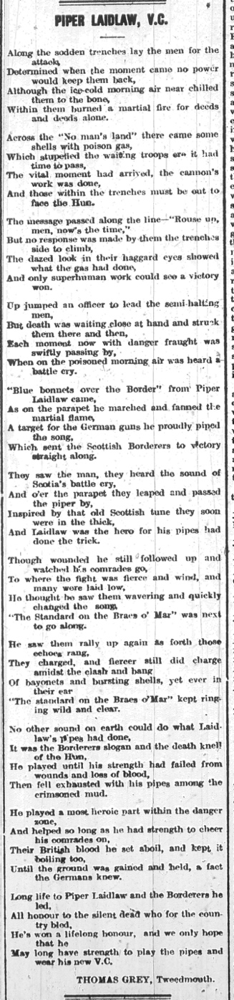 PIPER LAIDLAW, V.C.
Along the sodden trenches lay the men for the
attack,
Determined when the moment came no power
would keep them back,
Although the ice-cold morning air near chilled
them to the bone,
Within them burned a martial fire for deeds
and deeds alone.
Across the "No man's land" there came some
shells with poison gas,
Which stupefied the waiting troops ere it had
time to pass,
The vital moment had arrived, the cannon's
work was done,
And those within the trenches must be out to
face the Hun.
The message passed along the line—"Rouse up,
men, now's the time,"
But no response was made by them the trenches
side to climb,
The dazed look in their haggard eyes showed
what the gas had done,
And only superhuman work could see a victory
won.
Up jumped an officer to lead the semi-halting
men,
But death was waiting close at hand and struck
them there and then,
Each moment now with danger fraught was
swiftly passing by,
When on the poisoned morning air was heard a
battle cry.
"Blue bonnets over the Border" from Piper
Laidlaw came,
As on the parapet he marched and fanned the
martial flame,
A target for the German guns he proudly piped
the song,
Which sent the Scottish Borderers to victory
straight along.
They saw the man, they heard the sound of
Scotia's battle cry,
And o'er the parapet they leaped and passed
the piper by,
Inspired by that old Scottish tune they soon
were in the thick,
And Laidlaw was the hero for his pipes had
done the trick.
Though wounded he still followed up and
watched his comrades go,
To where the fight was fierce and wind, and
many were laid low,
He thought he saw them wavering and quickly
changed the song,
"The Standard on the Braes o' Mar" was next
to go along.
He saw them rally up again as forth those
echoes rang,
They charged, and fiercer still did charge
amidst the clash and bang
Of bayonets and bursting shells, yet ever in
their ear
"The standard on the Braes o'Mar" kept ring-
ing wild and clear.
No other sound on earth could do what Laid-
law's pipes had done,
It was the Borderers slogan and the death knell
of the Hun,
He played until his strength had failed from
wounds and loss of blood,
Then fell exhausted with his pipes among the
crimsoned mud.
He played a most heroic part within the danger
zone,
And helped so long as he had strength to cheer
his comrades on,
Their British blood he set aboil, and kept it
boiling too,
Until the ground was gained and held, a fact
the Germans knew.
Long life to Piper Laidlaw and the Borderers he
led,
All honour to the silent dead who for the coun-
try bled,
He's won a lifelong honour, and we only hope
that he
May long have strength to play the pipes and
wear his new V.C.
THOMAS GREY, Tweedmouth.